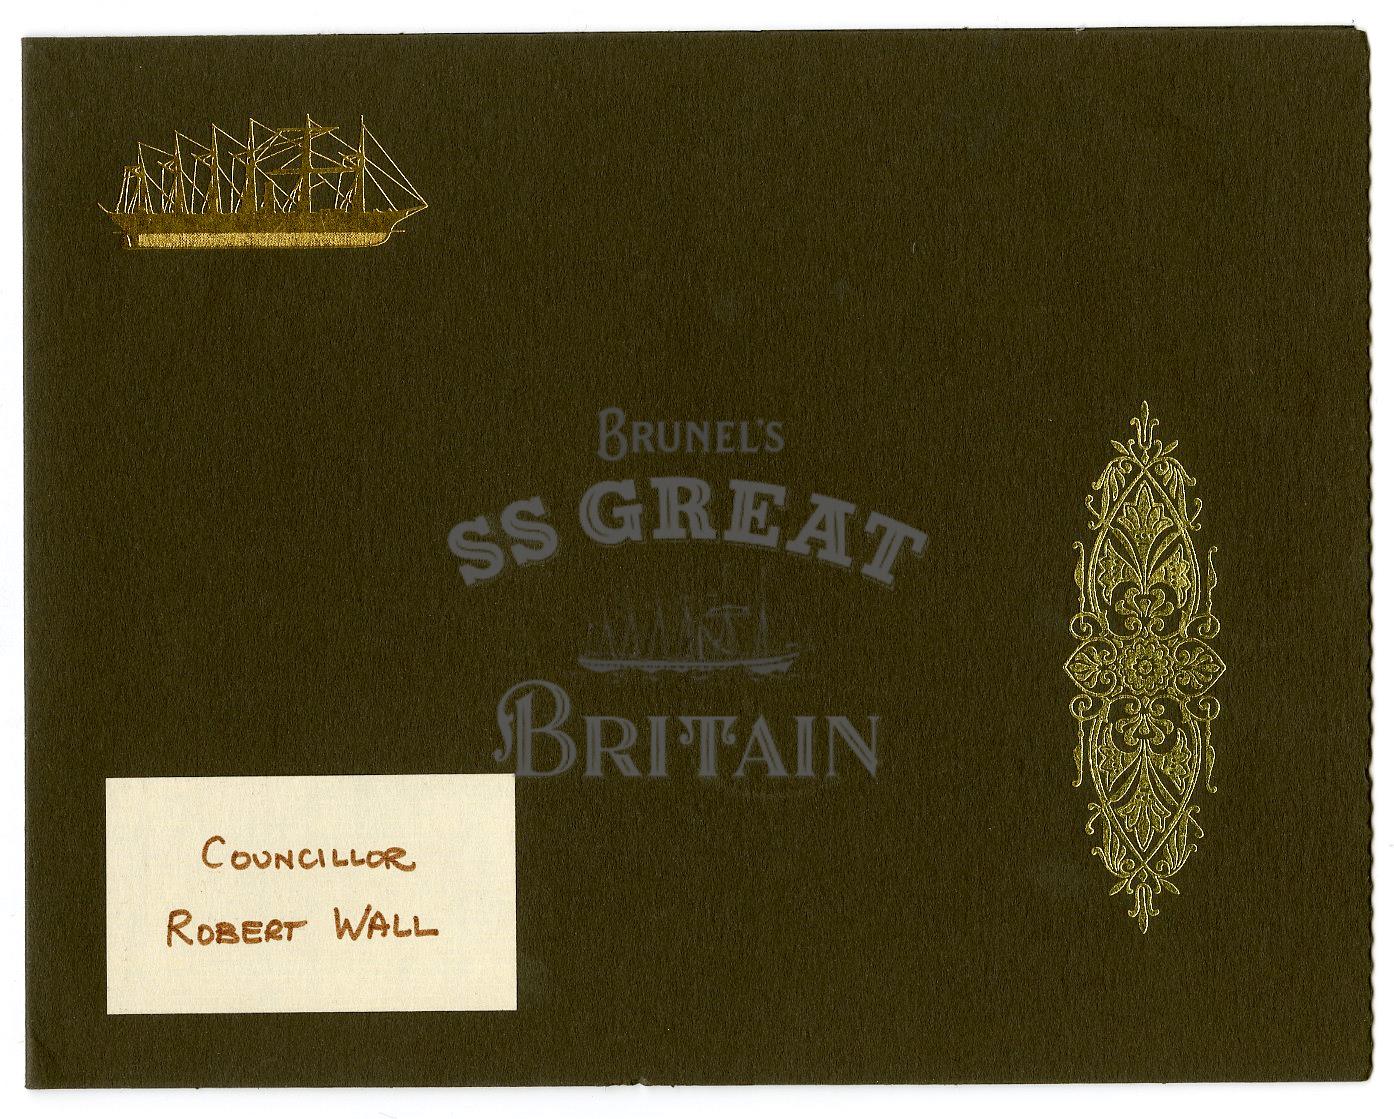 BRUNEL'S
SS GREAT
BRITAIN
COUNCILLOR
ROBERT WALL